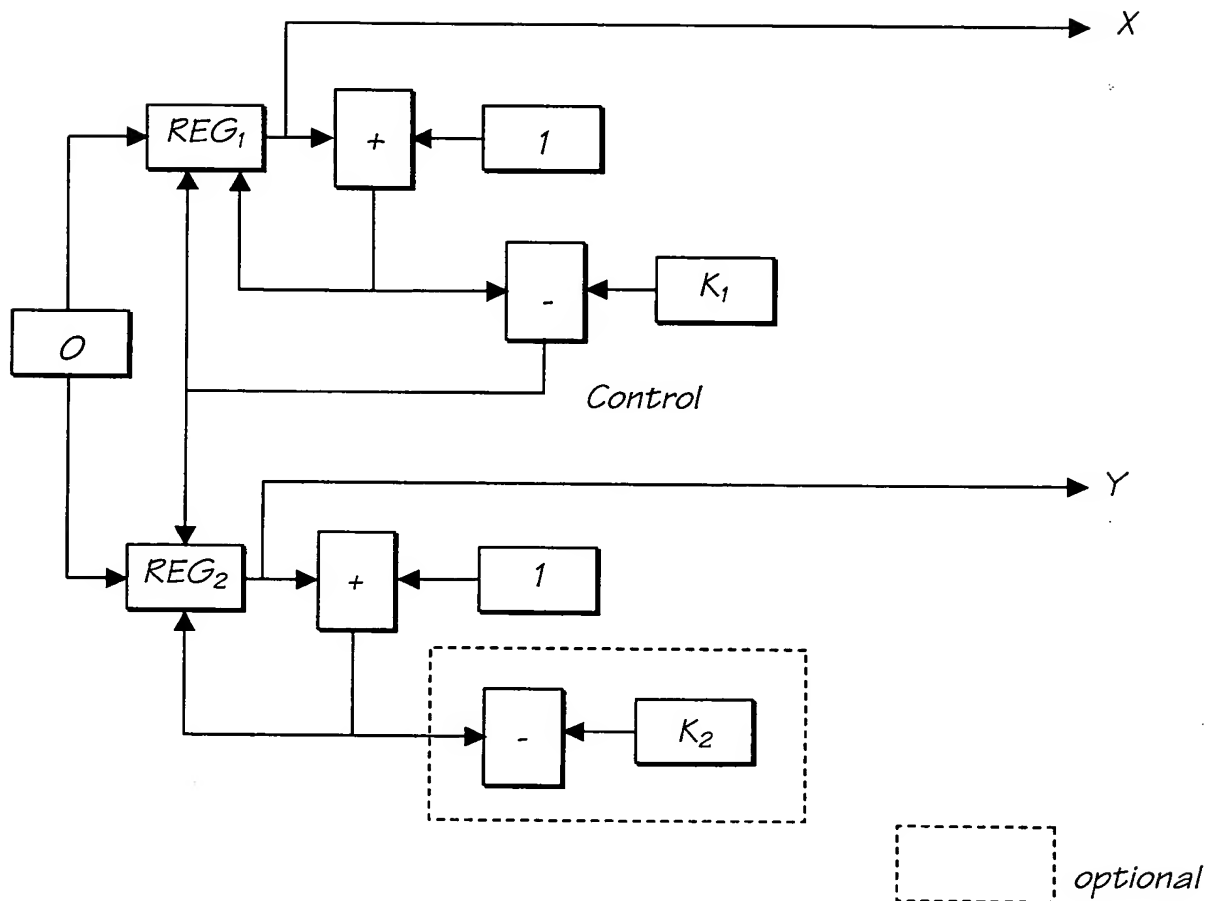 X
REG₁
+
1
K₁
-
O
Control
Y
REG₂
+
1
-
K₂
optional